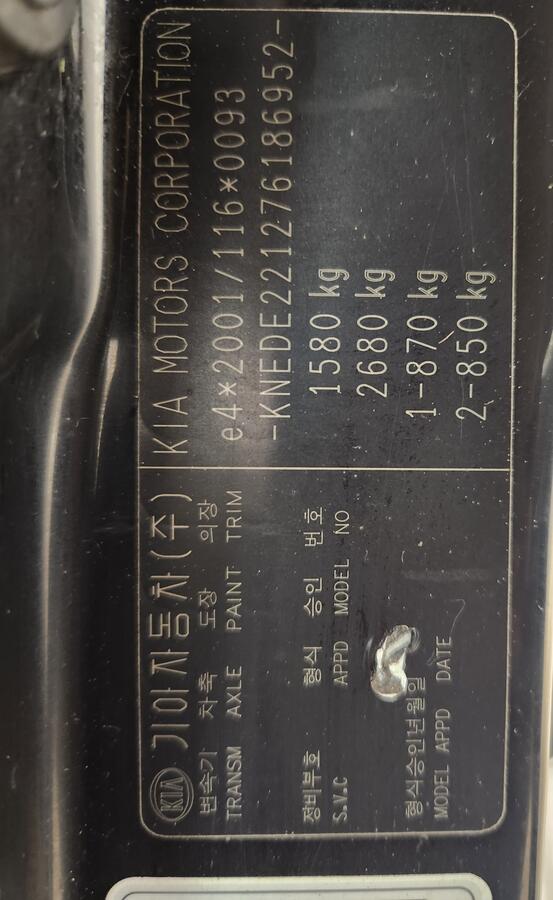 KIA 기아자동차(주) KIA MOTORS CORPORATION
변속기 차축 도장 의장
TRANSM AXLE PAINT TRIM
e4*2001/116*0093
-KNEDE221276186952-
장비부호 형식 승인 번호
S.V.C APPD MODEL NO
1580 kg
2680 kg
형식승인년월일
MODEL APPD DATE
1-870 kg
2-850 kg